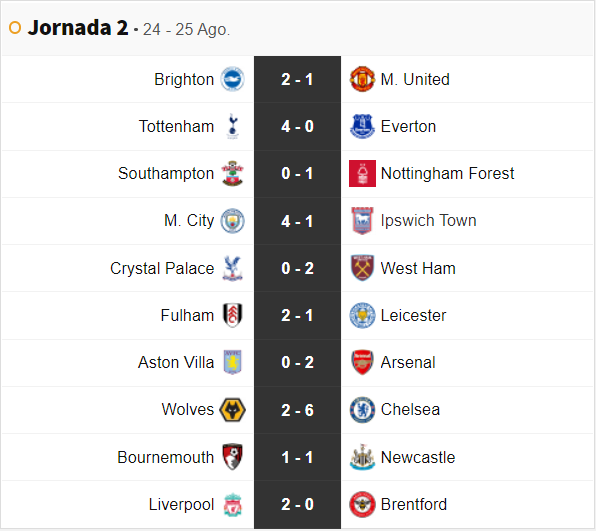 Jornada 2 • 24 - 25 Ago.
Brighton 2 - 1 M. United
Tottenham 4 - 0 Everton
Southampton 0 - 1 Nottingham Forest
M. City 4 - 1 Ipswich Town
Crystal Palace 0 - 2 West Ham
Fulham 2 - 1 Leicester
Aston Villa 0 - 2 Arsenal
Wolves 2 - 6 Chelsea
Bournemouth 1 - 1 Newcastle
Liverpool 2 - 0 Brentford